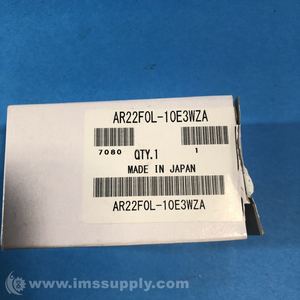 AR22F0L-10E3WZA
7080 QTY.1 1
MADE IN JAPAN
AR22F0L-10E3WZA
© www.imssupply.com